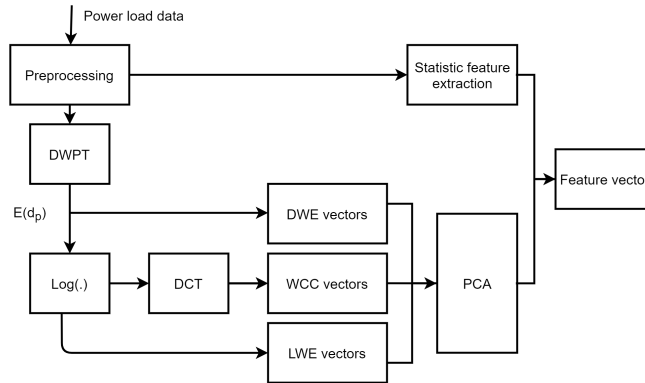 Power load data
Preprocessing
Statistic feature
extraction
DWPT
Feature vecto
E(dp)
DWE vectors
Log(.)
DCT
WCC vectors
PCA
LWE vectors